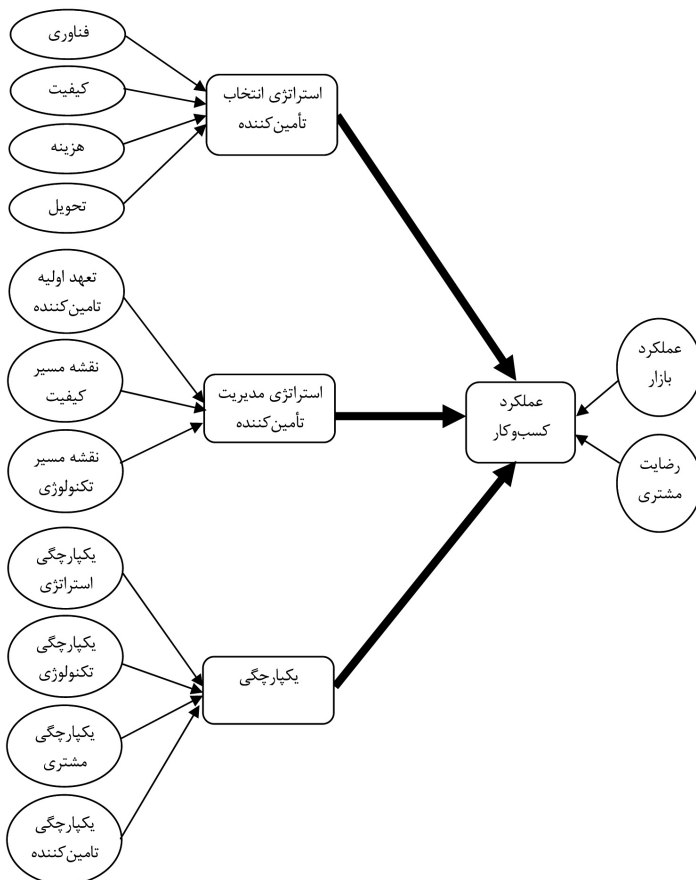 فناوری
کیفیت
هزینه
تحویل
استراتژی انتخاب
تأمین‌کننده
تعهد اولیه
تامین‌کننده
نقشه مسیر
کیفیت
نقشه مسیر
تکنولوژی
استراتژی مدیریت
تأمین‌کننده
یکپارچگی
استراتژی
یکپارچگی
تکنولوژی
یکپارچگی
مشتری
یکپارچگی
تامین‌کننده
یکپارچگی
عملکرد
کسب‌وکار
عملکرد
بازار
رضایت
مشتری